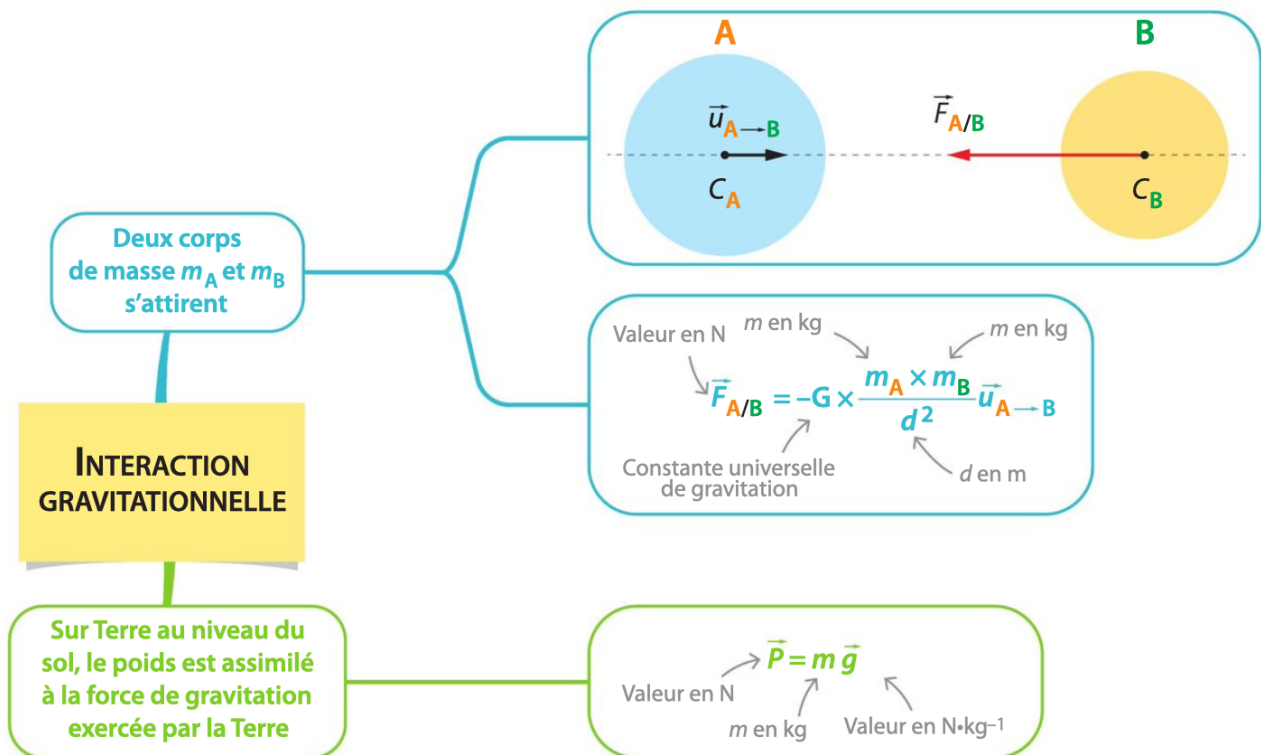 A
B
u⃗A→B
F⃗A/B
CA
CB
Deux corps
de masse mA et mB
s’attirent
Valeur en N
m en kg
m en kg
F⃗A/B = –G × mA × mB / d² u⃗A→B
Constante universelle
de gravitation
d en m
INTERACTION
GRAVITATIONNELLE
Sur Terre au niveau du
sol, le poids est assimilé
à la force de gravitation
exercée par la Terre
P⃗ = m g⃗
Valeur en N
m en kg
Valeur en N•kg–1